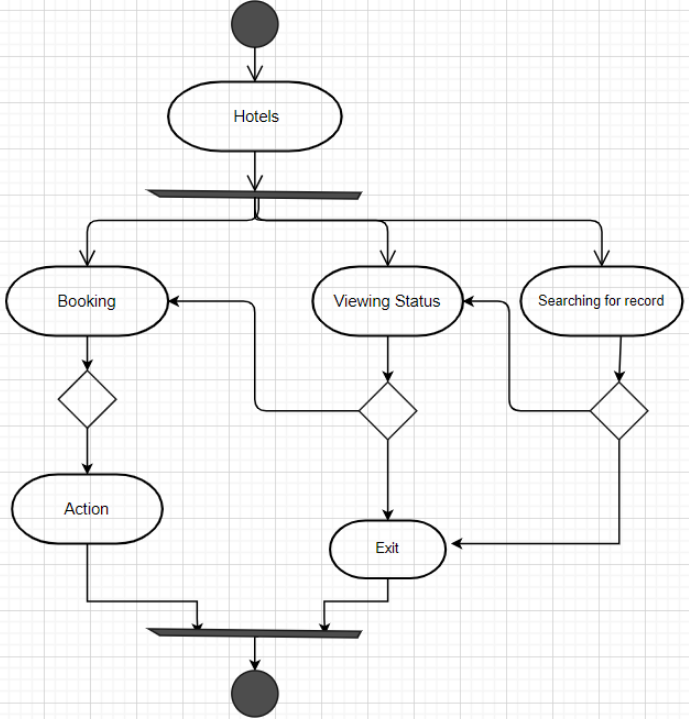 Hotels
Booking
Viewing Status
Searching for record
Action
Exit